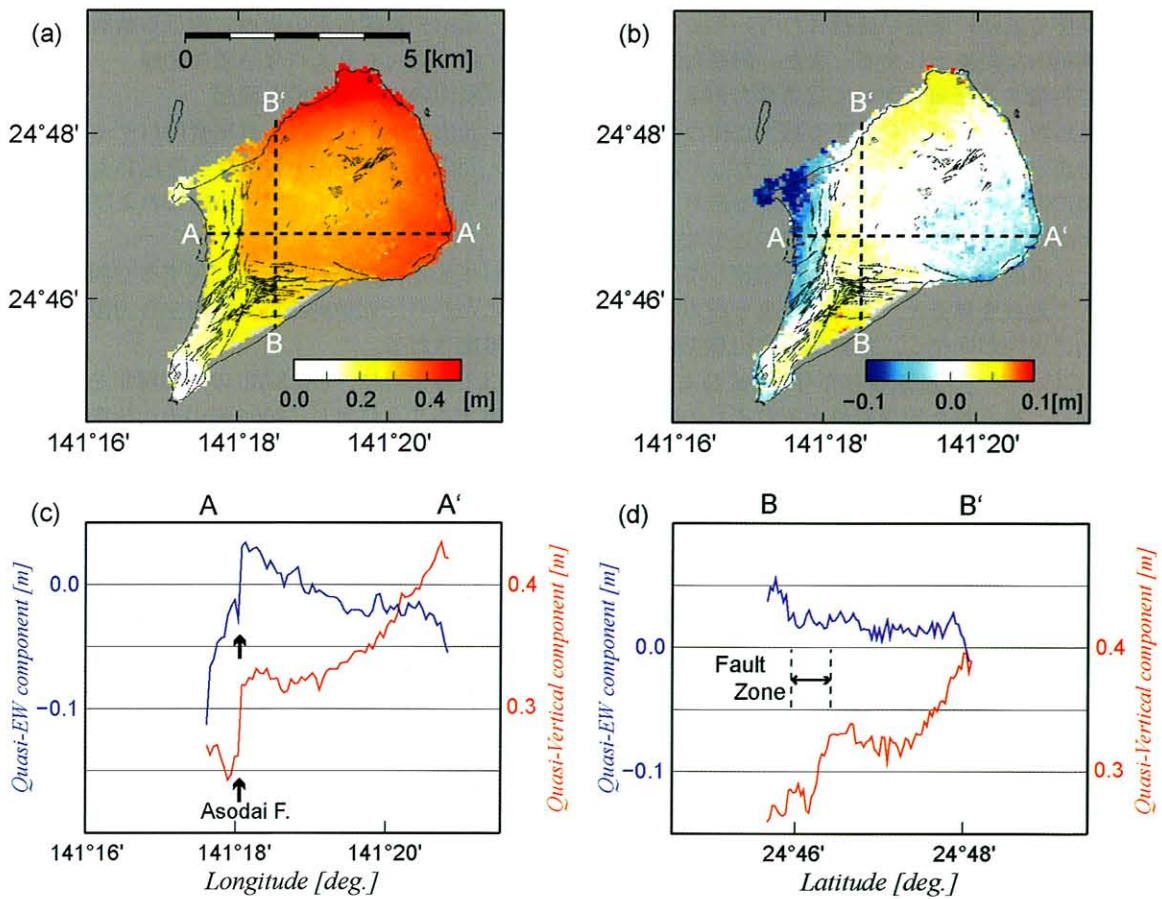 (a)
0 5 [km]
B'
24°48'
A A'
24°46'
B
0.0 0.2 0.4
[m]
141°16' 141°18' 141°20'
(b)
B'
24°48'
A A'
24°46'
B
-0.1 0.0 0.1[m]
141°16' 141°18' 141°20'
(c)
A A'
Quasi-EW component [m]
0.0
-0.1
0.4
0.3
Quasi-Vertical component [m]
Asodai F.
141°16' 141°18' 141°20'
Longitude [deg.]
(d)
B B'
Quasi-EW component [m]
0.0
-0.1
Fault
Zone
0.4
0.3
Quasi-Vertical component [m]
24°46' 24°48'
Latitude [deg.]